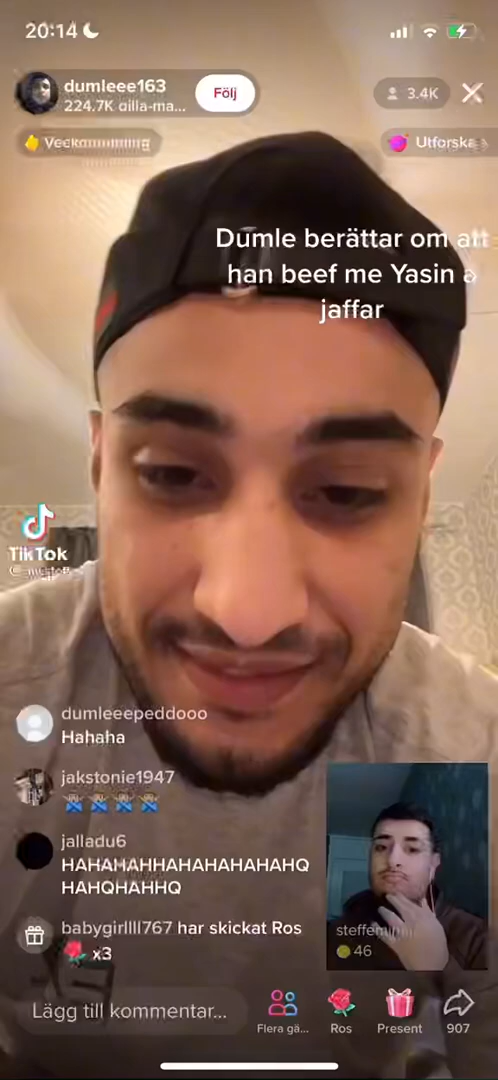 20:14
dumleee163
224.7K gilla-ma...
Följ
3.4K
Utforska
Dumle berättar om att
han beef me Yasin a
jaffar
TikTok
dumleeepeddooo
Hahaha
jakstonie1947
jalladu6
HAHAMAHHAHAHAHAHAHQ
HAHQHAHHQ
babygirllll767 har skickat Ros
x3
46
Lägg till kommentar...
Flera gä...
Ros
Present
907